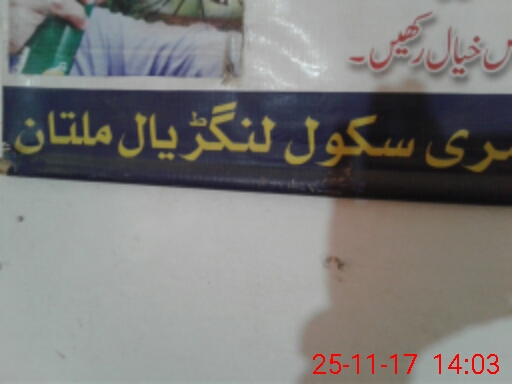 خیال رکھیں۔
سکول لنگڑیال ملتان
25-11-17 14:03